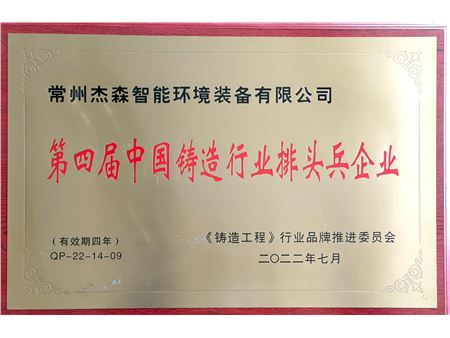 常州杰森智能环境装备有限公司
第四届中国铸造行业排头兵企业
(有效期四年)
QP-22-14-09
《铸造工程》行业品牌推进委员会
二〇二二年七月